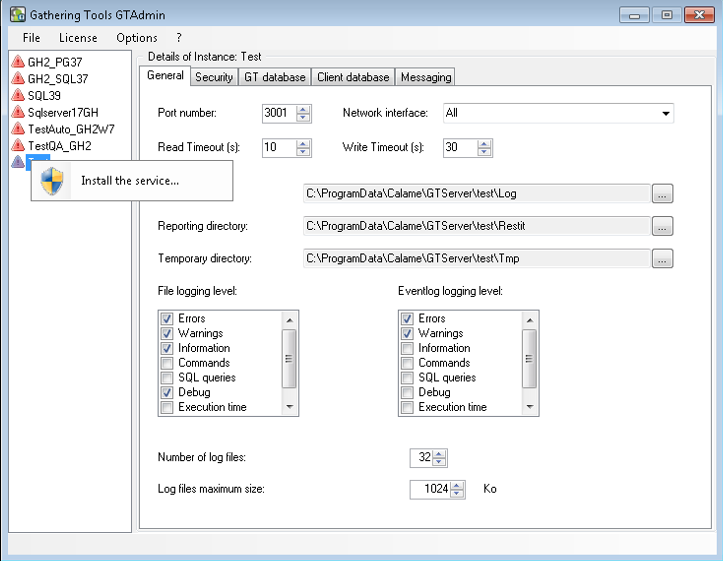 Gathering Tools GTAdmin
File License Options ?
GH2_PG37
GH2_SQL37
SQL39
Sqlserver17GH
TestAuto_GH2W7
TestQA_GH2
Install the service...
Details of Instance: Test
General Security GT database Client database Messaging
Port number: 3001 Network interface: All
Read Timeout (s): 10 Write Timeout (s): 30
C:\ProgramData\Calame\GTServer\test\Log ...
Reporting directory: C:\ProgramData\Calame\GTServer\test\Restit ...
Temporary directory: C:\ProgramData\Calame\GTServer\test\Tmp ...
File logging level:
Errors
Warnings
Information
Commands
SQL queries
Debug
Execution time
Eventlog logging level:
Errors
Warnings
Information
Commands
SQL queries
Debug
Execution time
Number of log files: 32
Log files maximum size: 1024 Ko